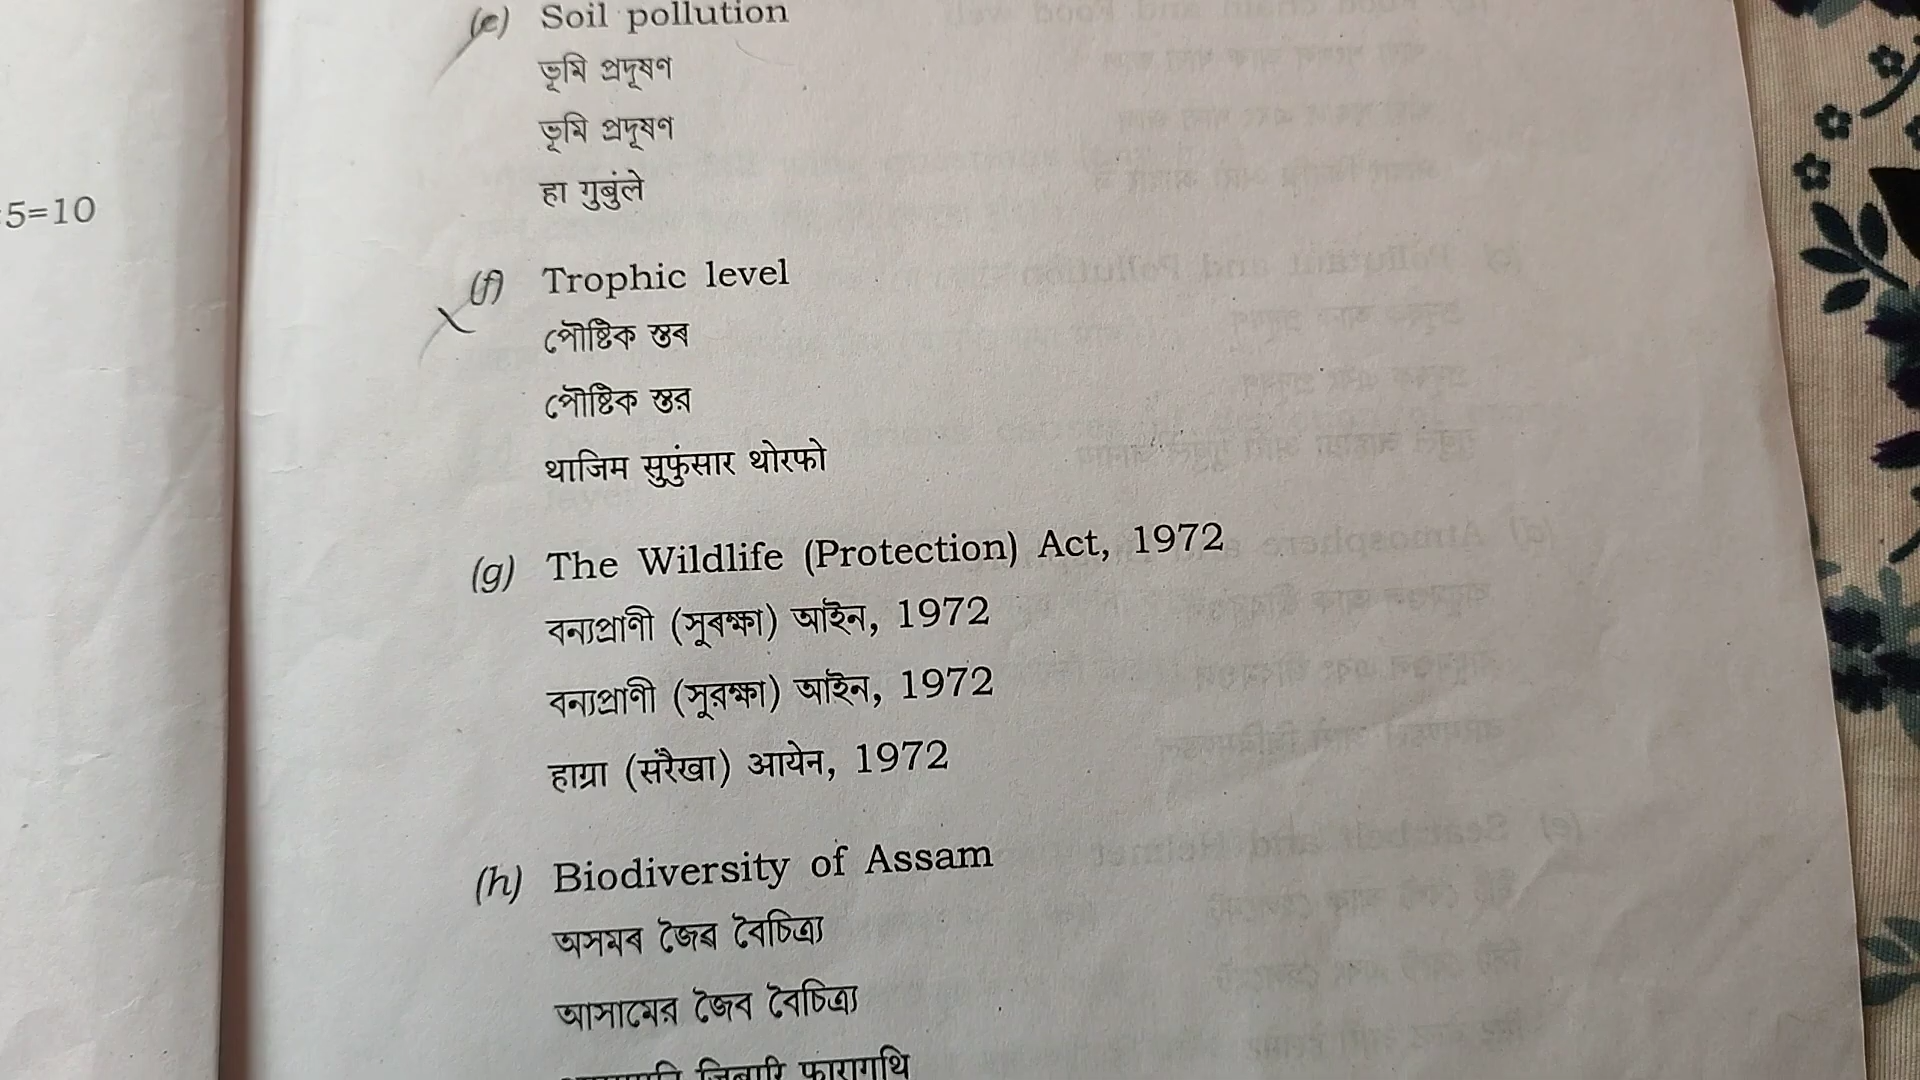 5=10
(e) Soil pollution
ভূমি প্ৰদূষণ
ভূমি প্রদূষণ
हा गुबुंले
(f) Trophic level
পৌষ্টিক স্তৰ
পৌষ্টিক স্তর
थाजिम सुफुंसार थोरफो
(g) The Wildlife (Protection) Act, 1972
বন্যপ্ৰাণী (সূৰক্ষা) আইন, 1972
বন্যপ্রাণী (সূরক্ষা) আইন, 1972
हाग्रा (संरैखा) आयेन, 1972
(h) Biodiversity of Assam
অসমৰ জৈৱ বৈচিত্ৰ্য
আসামের জৈব বৈচিত্র্য
जिबारि फारागथि